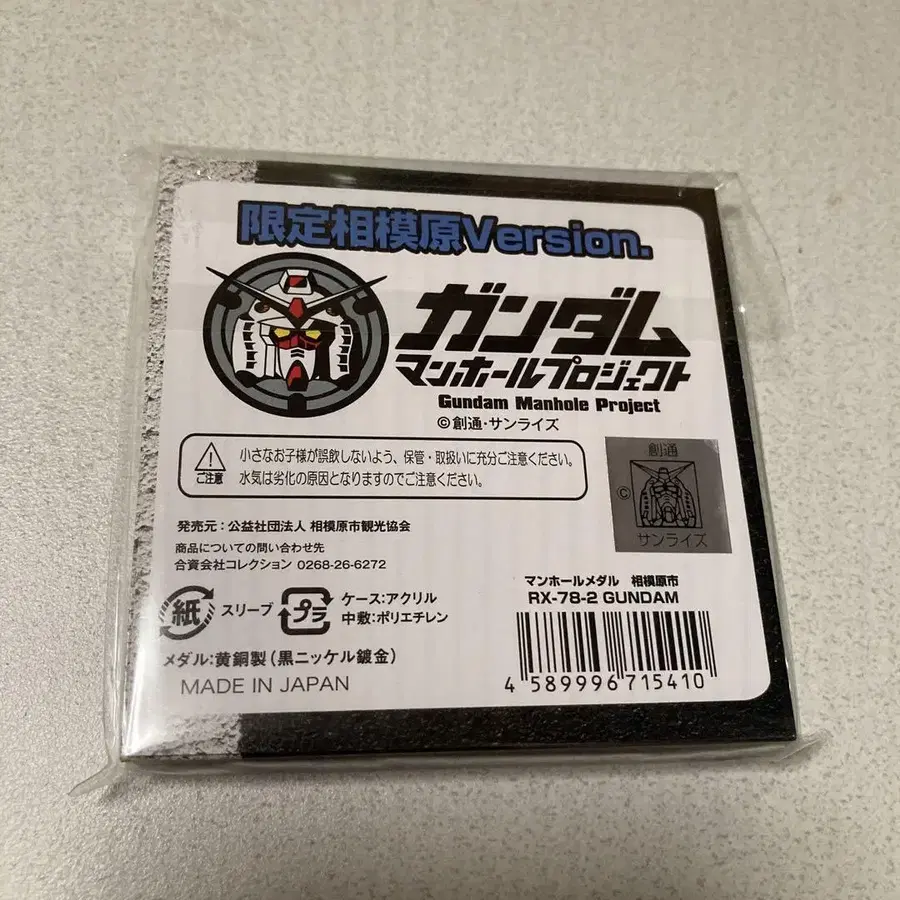 限定相模原Version.
ガンダム
マンホールプロジェクト
Gundam Manhole Project
©創通・サンライズ
ご注意
小さなお子様が誤飲しないよう、保管・取扱いに充分ご注意ください。
水気は劣化の原因となりますのでご注意ください。
創通
©
サンライズ
発売元：公益社団法人 相模原市観光協会
商品についての問い合わせ先
合資会社コレクション 0268-26-6272
紙 スリーブ
プラ ケース:アクリル
中敷:ポリエチレン
メダル:黄銅製(黒ニッケル鍍金)
MADE IN JAPAN
マンホールメダル 相模原市
RX-78-2 GUNDAM
4 589996 715410